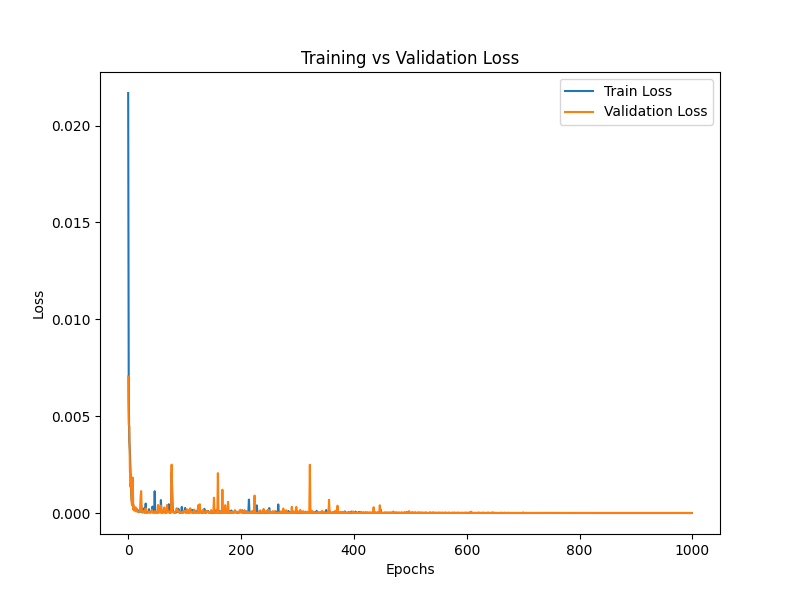 Training vs Validation Loss
Train Loss
Validation Loss
0.020
0.015
0.010
0.005
0.000
Loss
0
200
400
600
800
1000
Epochs